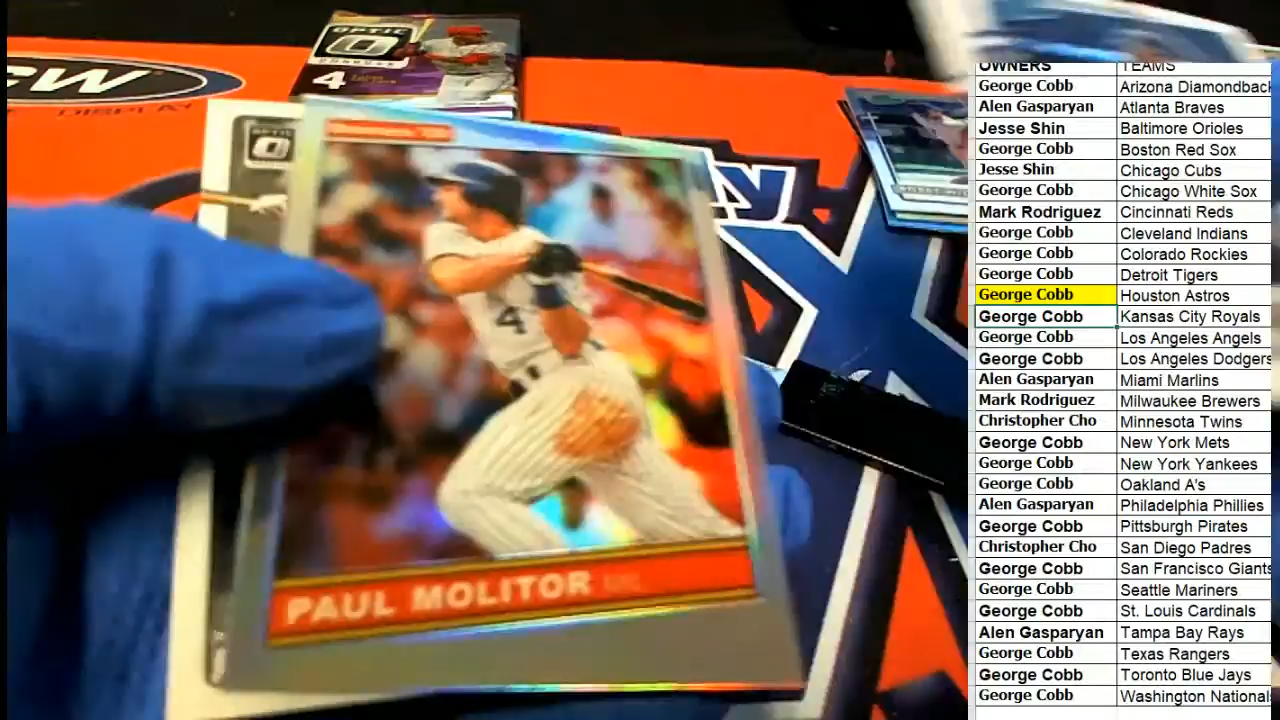 OPTIC
DONRUSS
4
CW
DISPLAY
OPTIC
4
PAUL MOLITOR
OWNERS TEAMS
George Cobb Arizona Diamondback
Alen Gasparyan Atlanta Braves
Jesse Shin Baltimore Orioles
George Cobb Boston Red Sox
Jesse Shin Chicago Cubs
George Cobb Chicago White Sox
Mark Rodriguez Cincinnati Reds
George Cobb Cleveland Indians
George Cobb Colorado Rockies
George Cobb Detroit Tigers
George Cobb Houston Astros
George Cobb Kansas City Royals
George Cobb Los Angeles Angels
George Cobb Los Angeles Dodgers
Alen Gasparyan Miami Marlins
Mark Rodriguez Milwaukee Brewers
Christopher Cho Minnesota Twins
George Cobb New York Mets
George Cobb New York Yankees
George Cobb Oakland A's
Alen Gasparyan Philadelphia Phillies
George Cobb Pittsburgh Pirates
Christopher Cho San Diego Padres
George Cobb San Francisco Giants
George Cobb Seattle Mariners
George Cobb St. Louis Cardinals
Alen Gasparyan Tampa Bay Rays
George Cobb Texas Rangers
George Cobb Toronto Blue Jays
George Cobb Washington Nationals